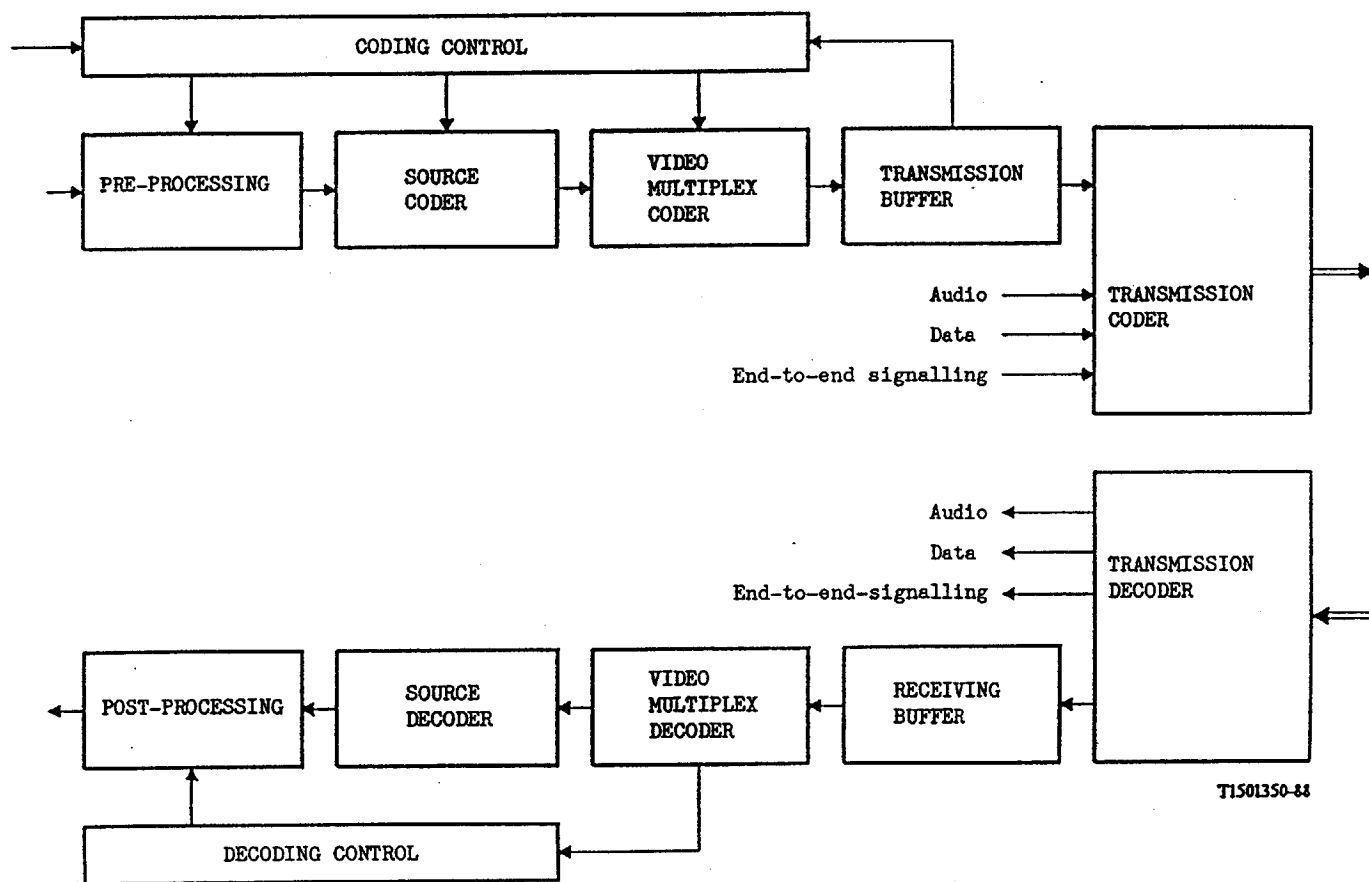 CODING CONTROL
PRE-PROCESSING
SOURCE
CODER
VIDEO
MULTIPLEX
CODER
TRANSMISSION
BUFFER
Audio
Data
End-to-end signalling
TRANSMISSION
CODER
Audio
Data
End-to-end-signalling
TRANSMISSION
DECODER
POST-PROCESSING
SOURCE
DECODER
VIDEO
MULTIPLEX
DECODER
RECEIVING
BUFFER
T1501350-88
DECODING CONTROL